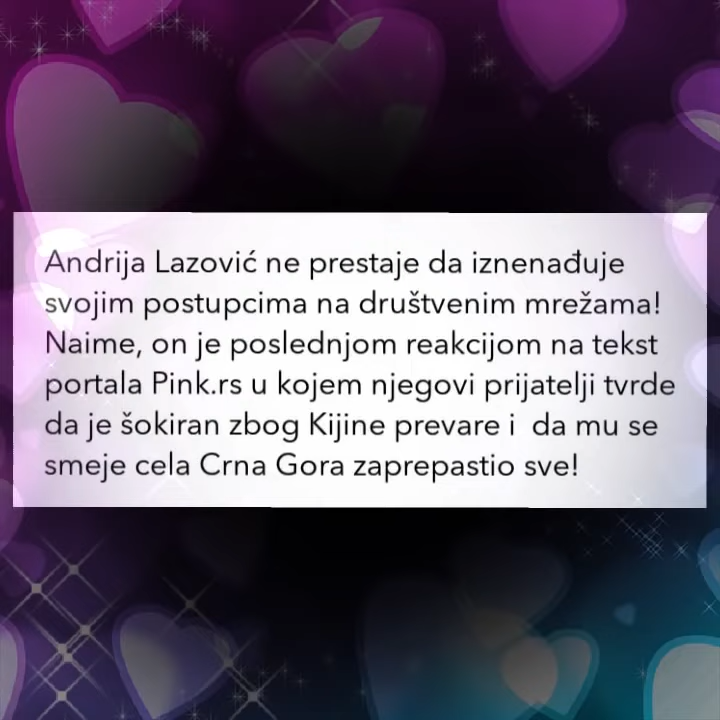 Andrija Lazović ne prestaje da iznenađuje
svojim postupcima na društvenim mrežama!
Naime, on je poslednjom reakcijom na tekst
portala Pink.rs u kojem njegovi prijatelji tvrde
da je šokiran zbog Kijine prevare i  da mu se
smeje cela Crna Gora zaprepastio sve!